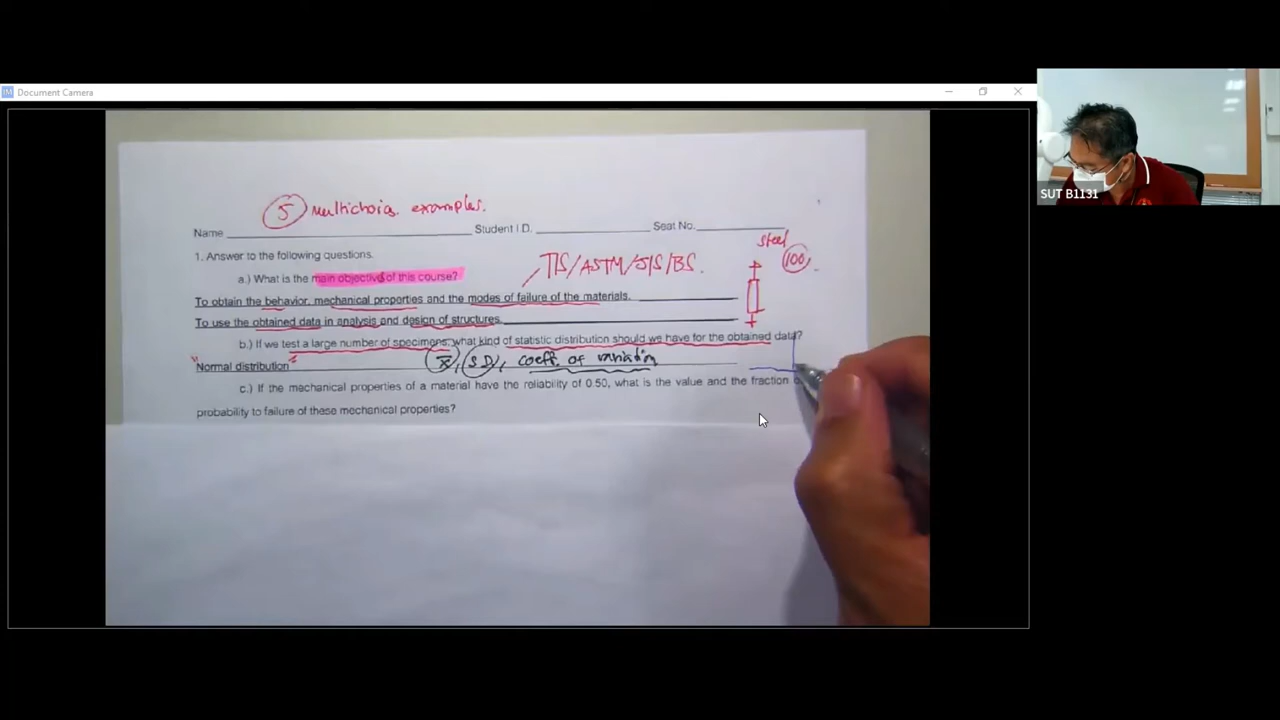 Document Camera
SUT B1131
5 Multichoice examples.
Name Student I.D. Seat No.
1. Answer to the following questions.
TIS/ASTM/JIS/BS.
Steel
100
a.) What is the main objectives of this course?
To obtain the behavior, mechanical properties and the modes of failure of the materials.
To use the obtained data in analysis and design of structures.
b.) If we test a large number of specimens, what kind of statistic distribution should we have for the obtained data?
"Normal distribution" x̄, SD, coeff. of variation
c.) If the mechanical properties of a material have the reliability of 0.50, what is the value and the fraction
probability to failure of these mechanical properties?